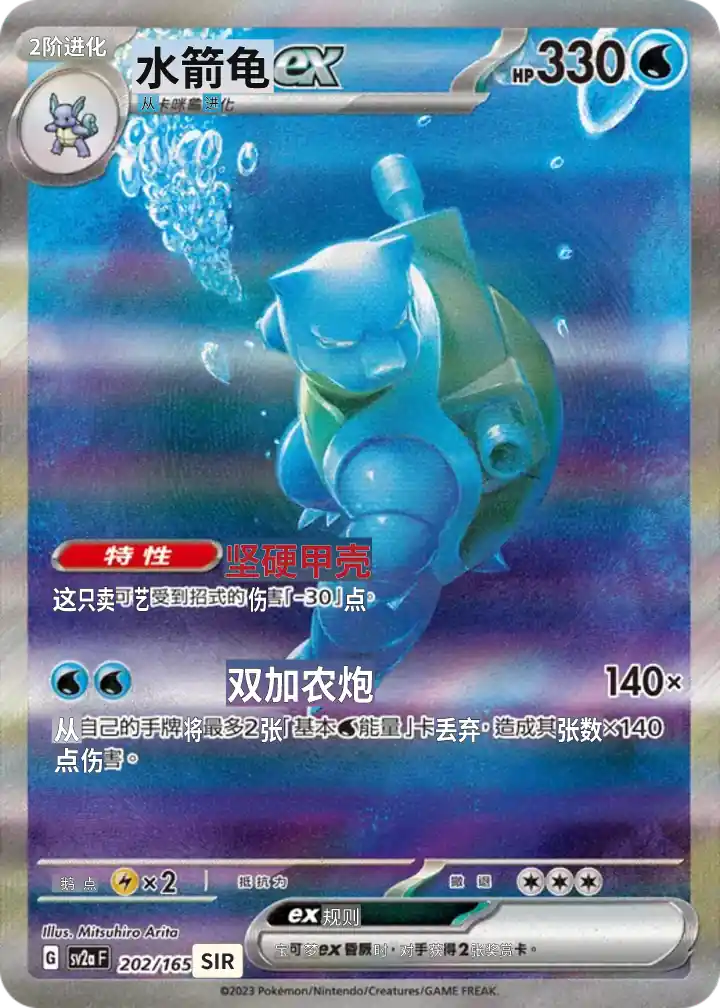 2阶进化
水箭龟ex
HP330
从卡咪龟进化
特性 坚硬甲壳
这只卖可艺受到招式的伤害「-30」点。
双加农炮 140×
从自己的手牌将最多2张「基本能量」卡丢弃,造成其张数×140
点伤害。
鹅点 ×2 抵抗力 撤退
ex规则
宝可梦ex昏厥时,对手获得2张奖赏卡。
Illus. Mitsuhiro Arita
G sv2a F 202/165 SIR
©2023 Pokémon/Nintendo/Creatures/GAME FREAK.